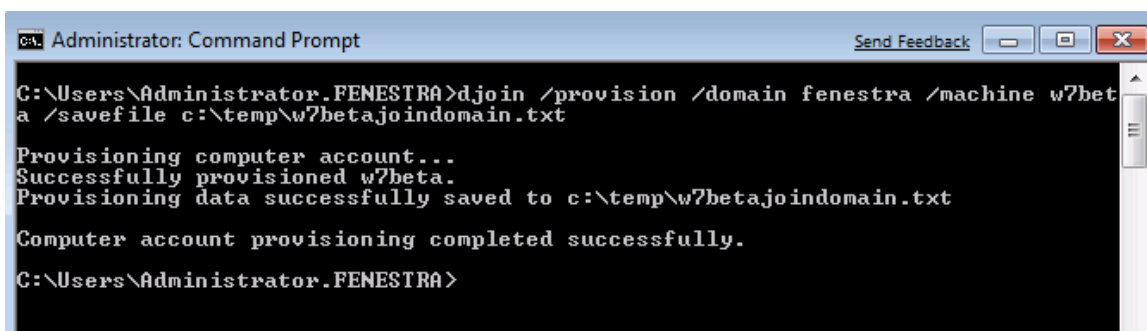 Administrator: Command Prompt
Send Feedback
C:\Users\Administrator.FENESTRA>djoin /provision /domain fenestra /machine w7bet
a /savefile c:\temp\w7betajoindomain.txt
Provisioning computer account...
Successfully provisioned w7beta.
Provisioning data successfully saved to c:\temp\w7betajoindomain.txt
Computer account provisioning completed successfully.
C:\Users\Administrator.FENESTRA>